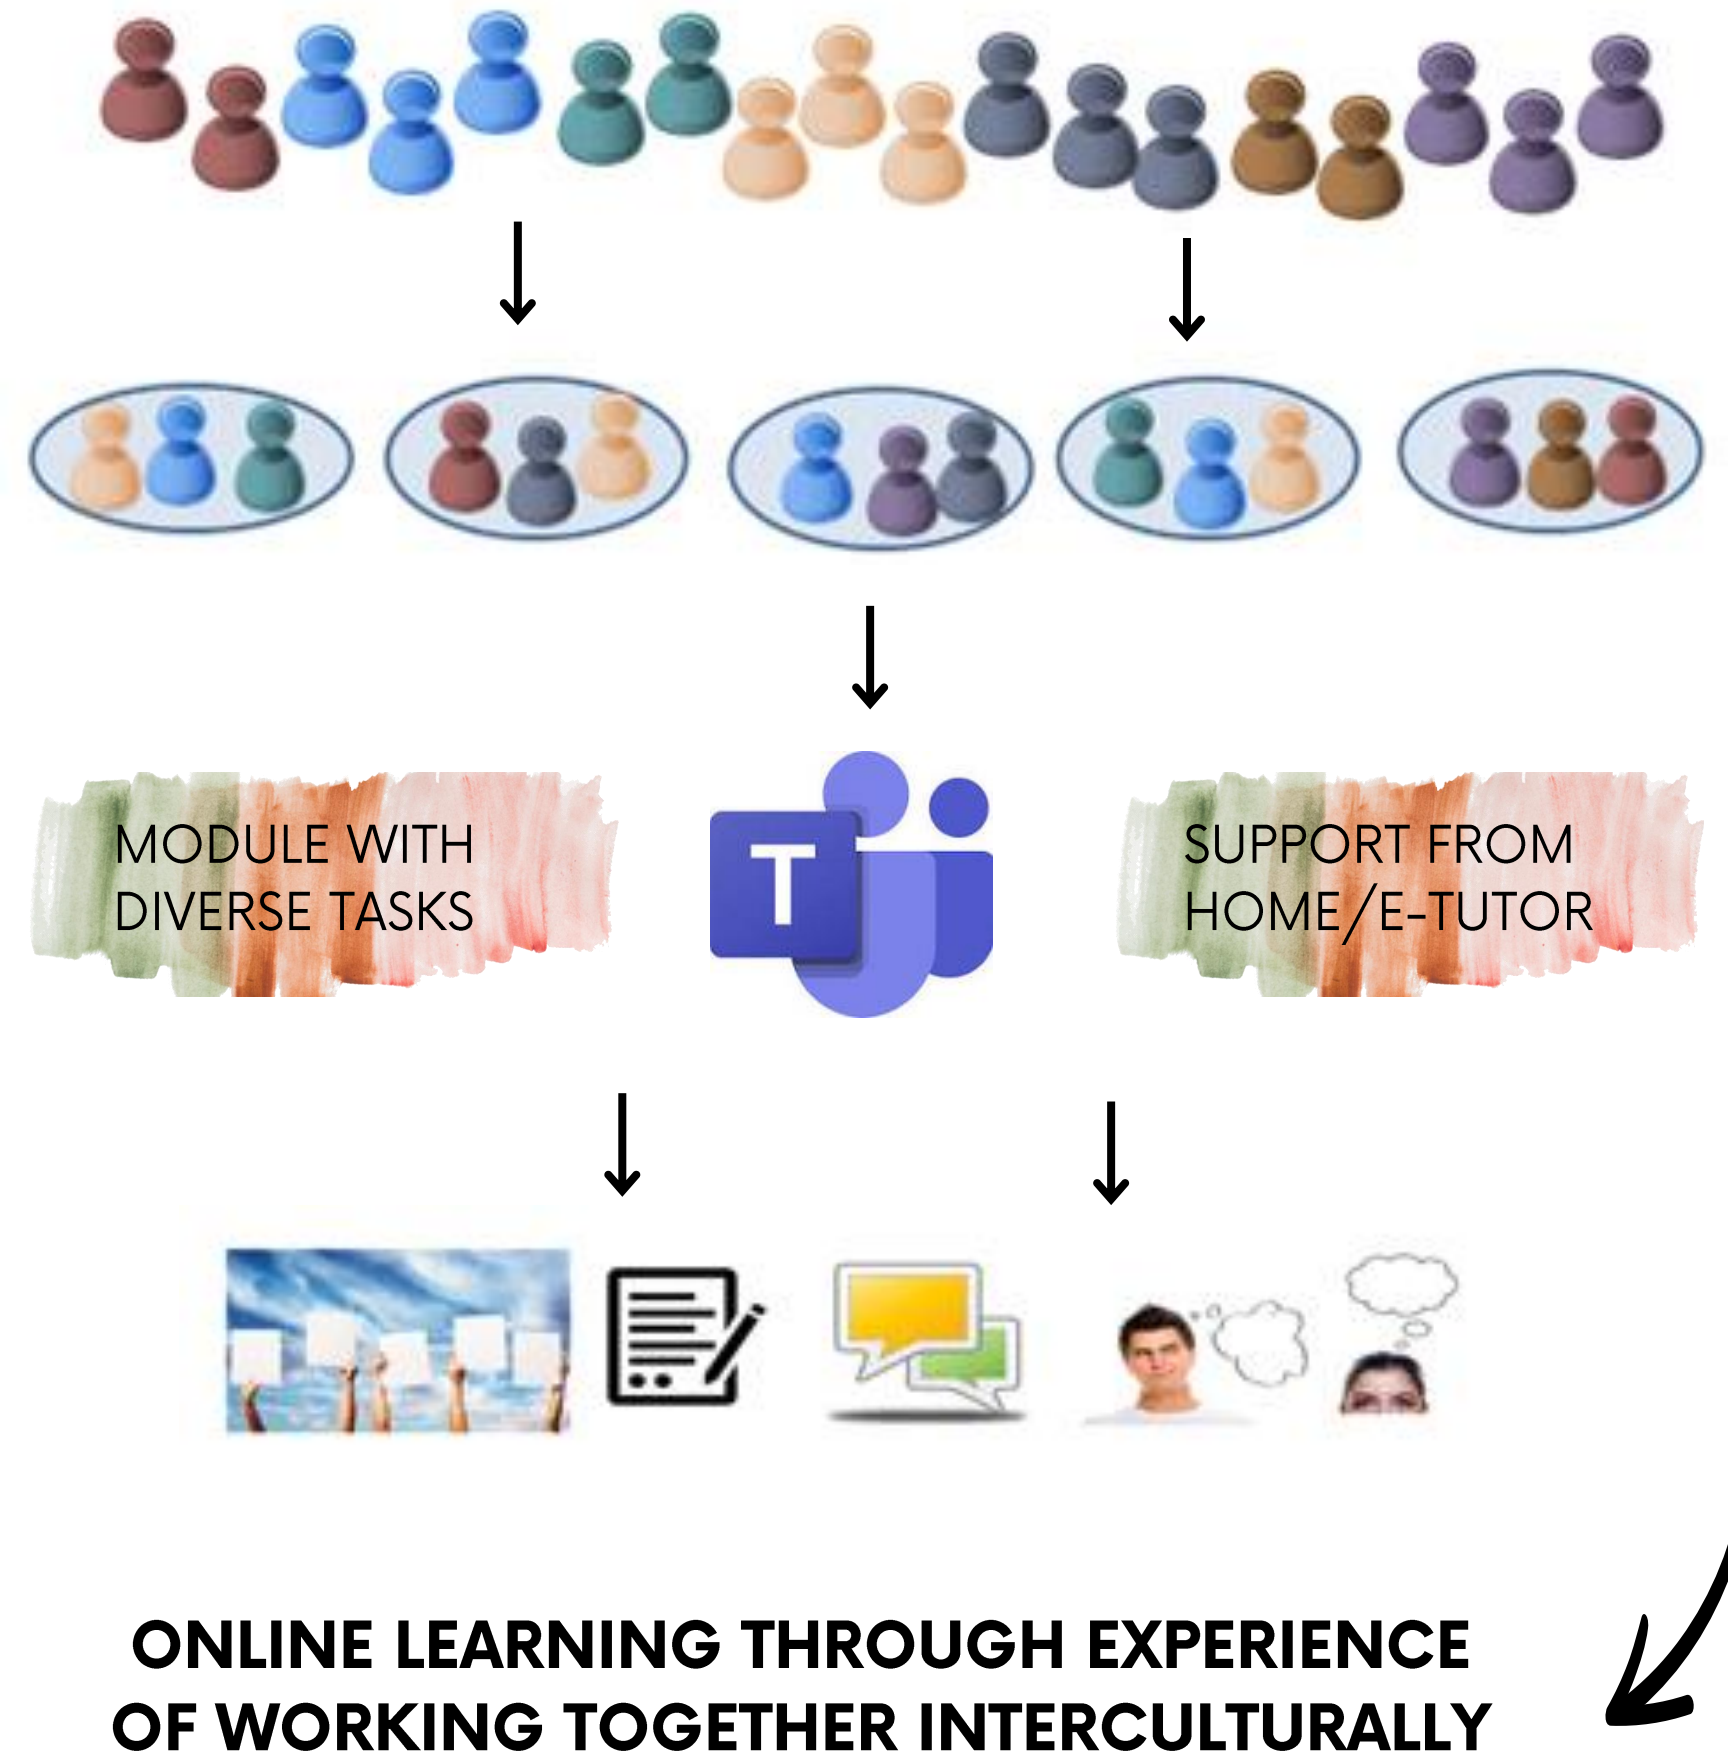 MODULE WITH
DIVERSE TASKS
T
SUPPORT FROM
HOME/E-TUTOR
ONLINE LEARNING THROUGH EXPERIENCE
OF WORKING TOGETHER INTERCULTURALLY